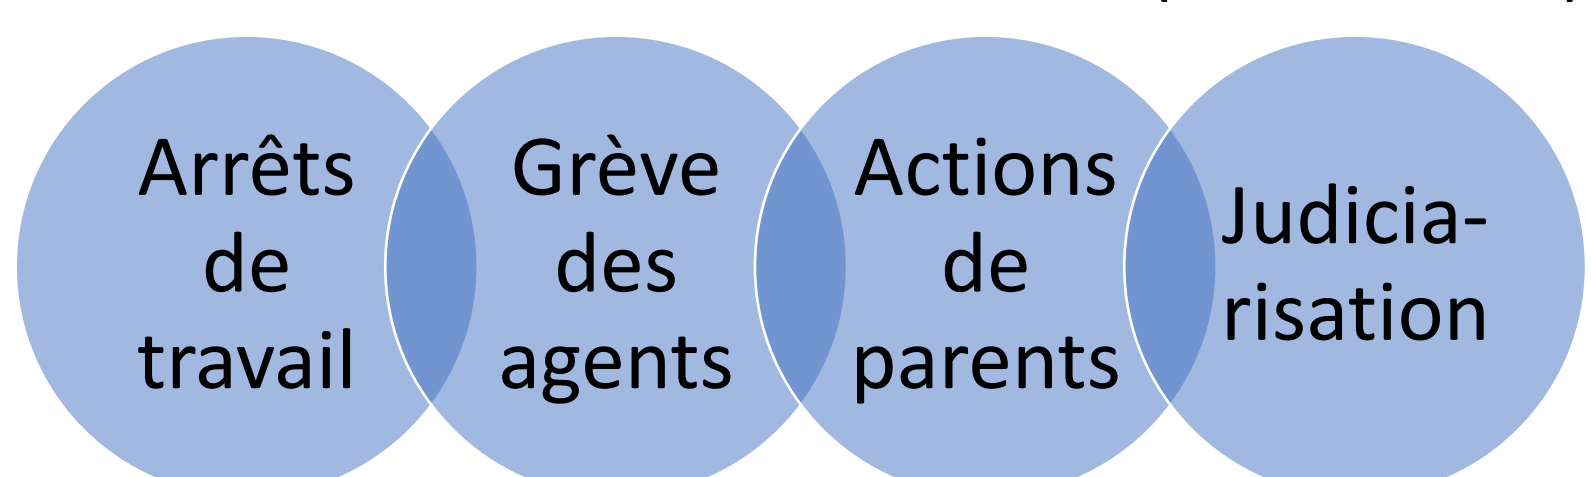 Arrêts
de
travail
Grève
des
agents
Actions
de
parents
Judicia-
risation